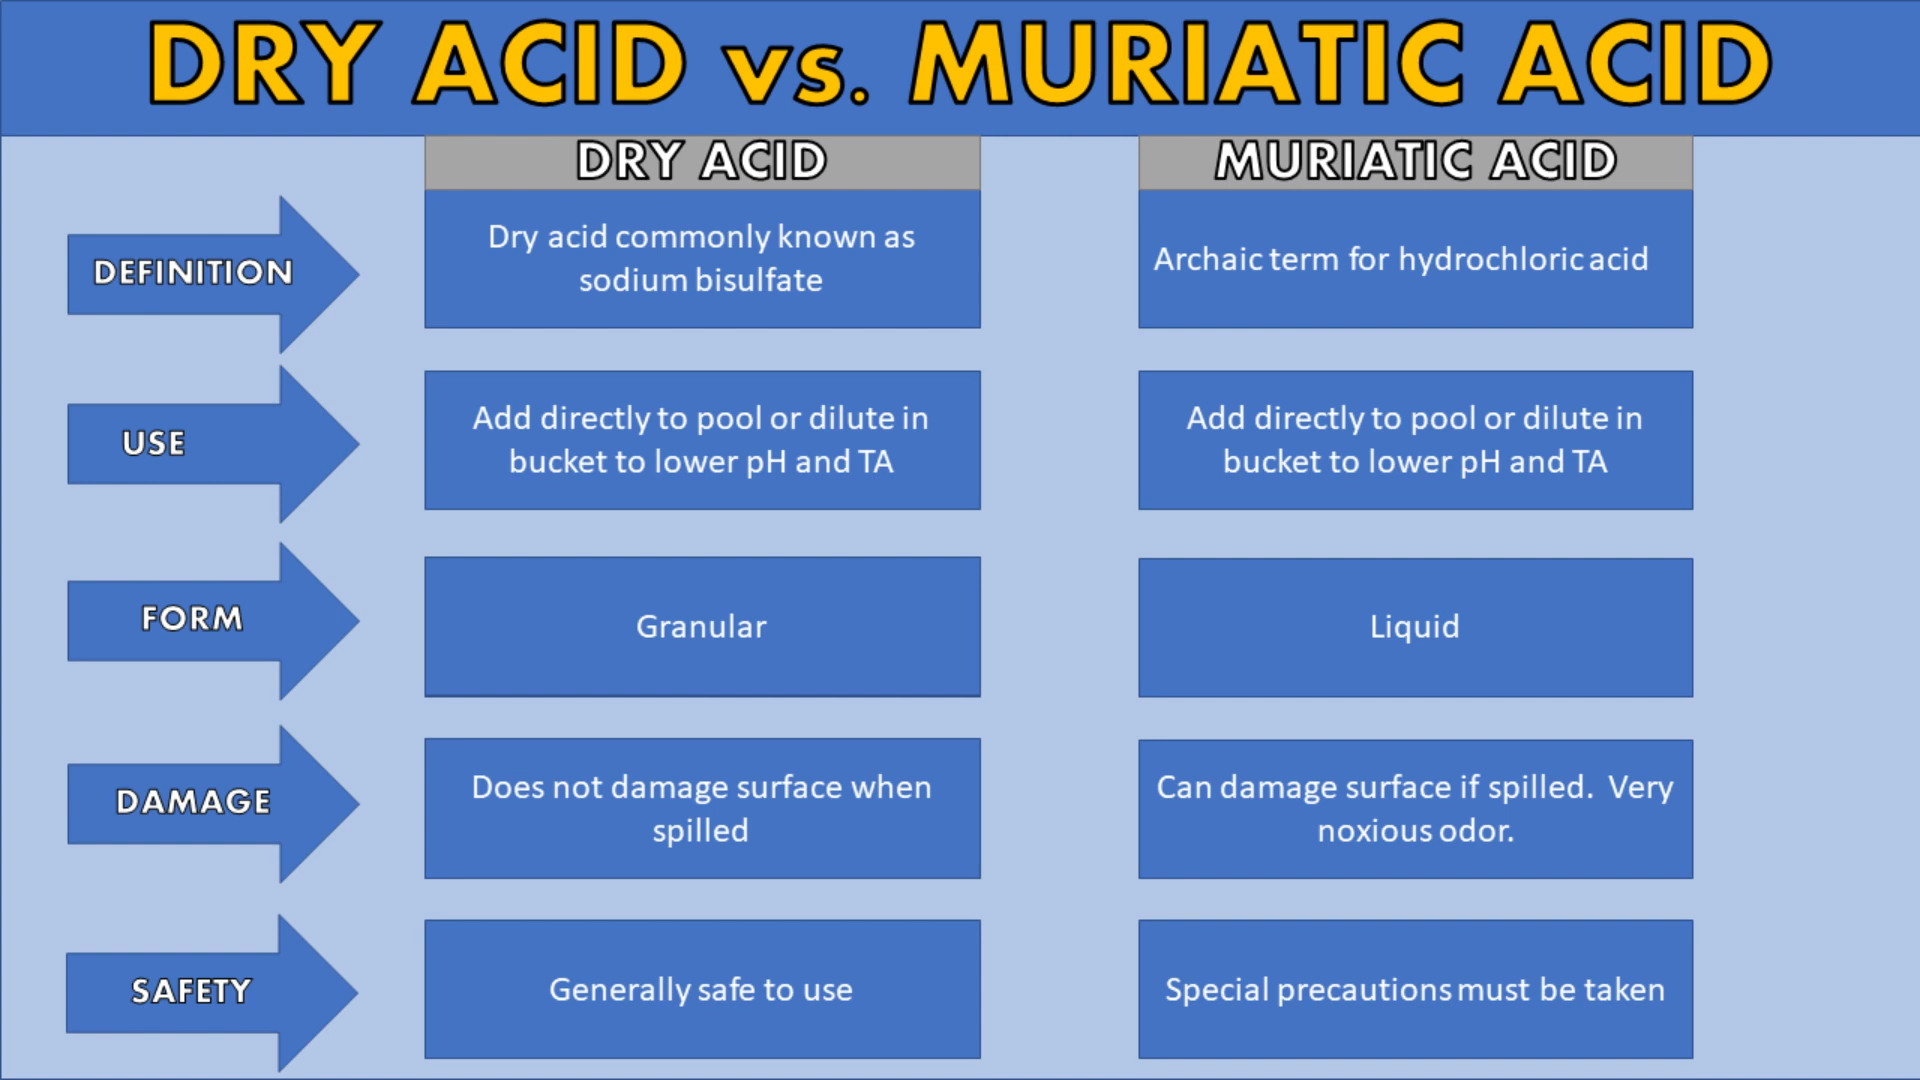 DRY ACID vs. MURIATIC ACID
DRY ACID
MURIATIC ACID
DEFINITION
Dry acid commonly known as
sodium bisulfate
Archaic term for hydrochloric acid
USE
Add directly to pool or dilute in
bucket to lower pH and TA
Add directly to pool or dilute in
bucket to lower pH and TA
FORM
Granular
Liquid
DAMAGE
Does not damage surface when
spilled
Can damage surface if spilled. Very
noxious odor.
SAFETY
Generally safe to use
Special precautions must be taken